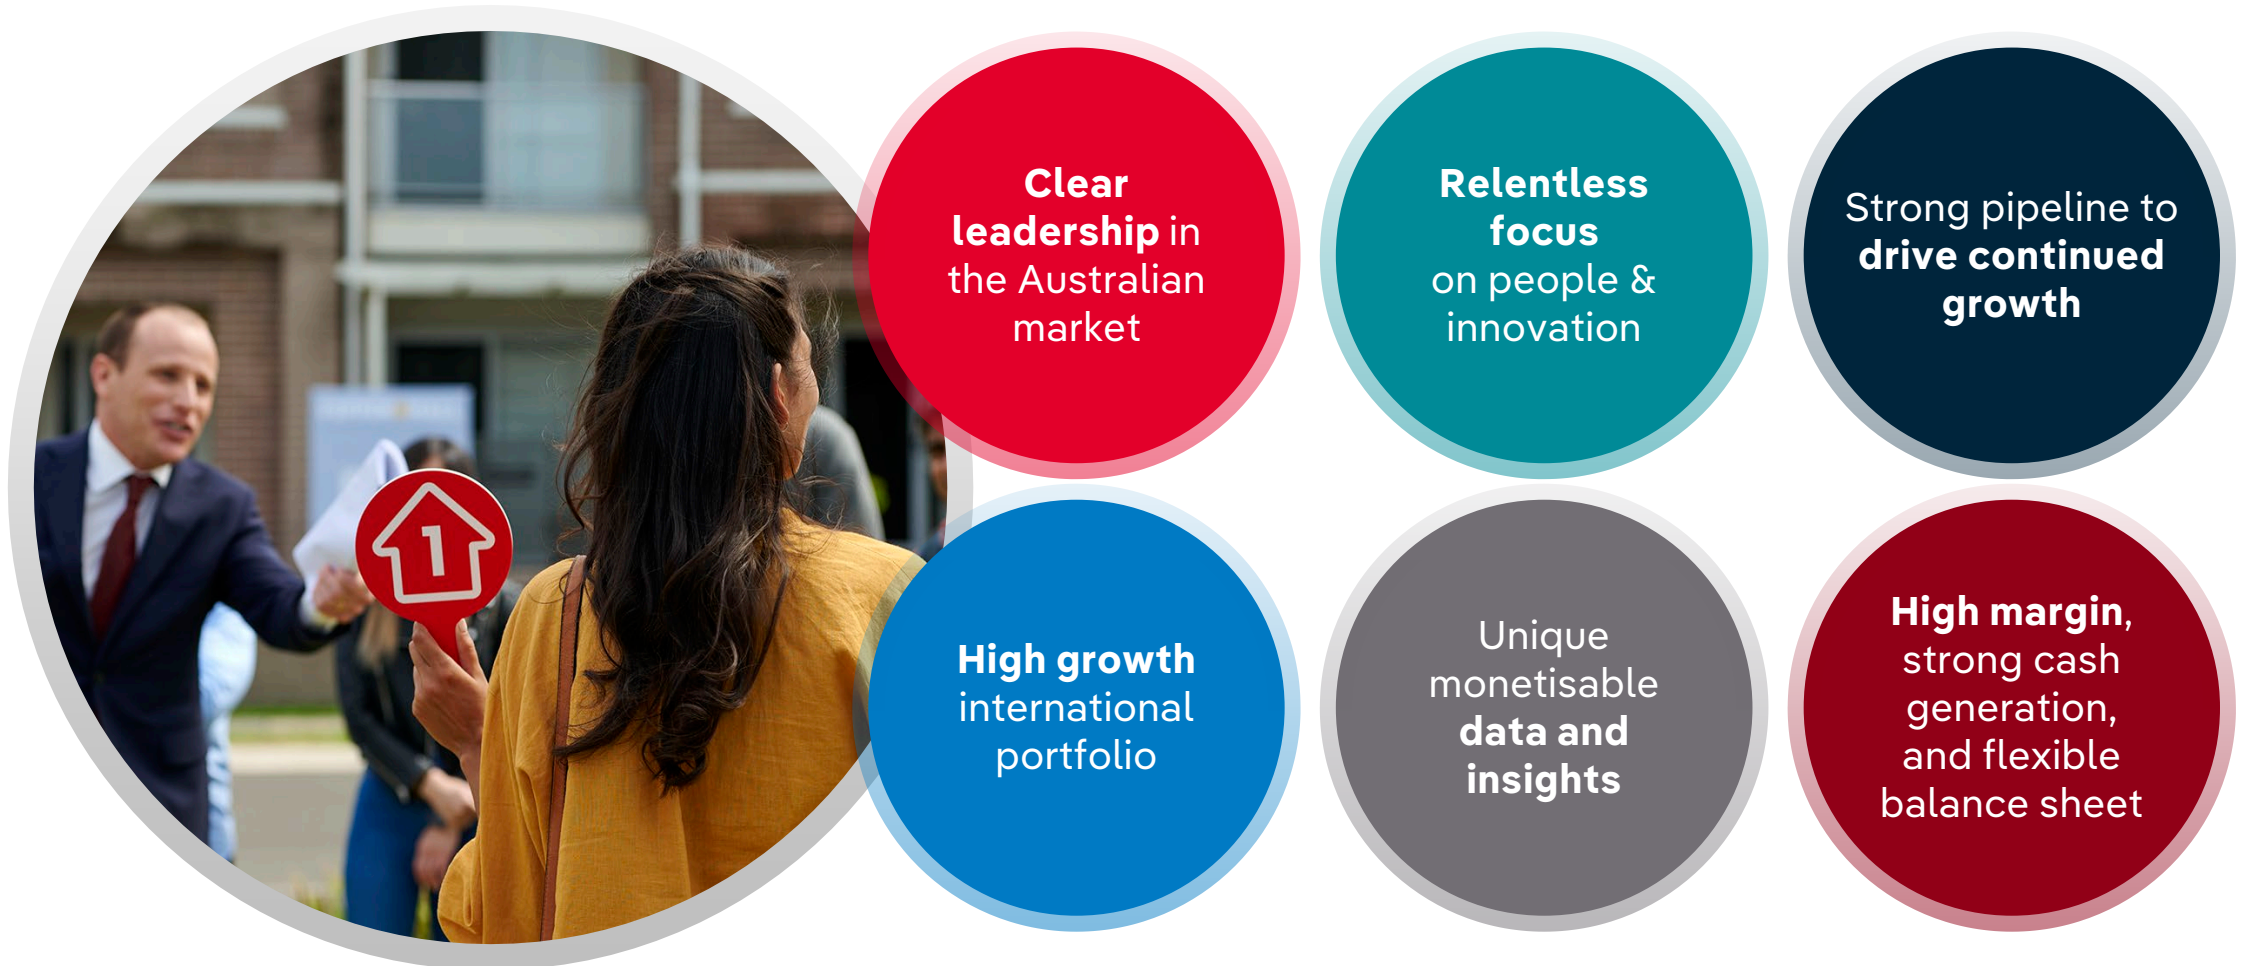 Clear
leadership in
the Australian
market
Relentless
focus
on people &
innovation
Strong pipeline to
drive continued
growth
1
High growth
international
portfolio
Unique
monetisable
data and
insights
High margin,
strong cash
generation,
and flexible
balance sheet